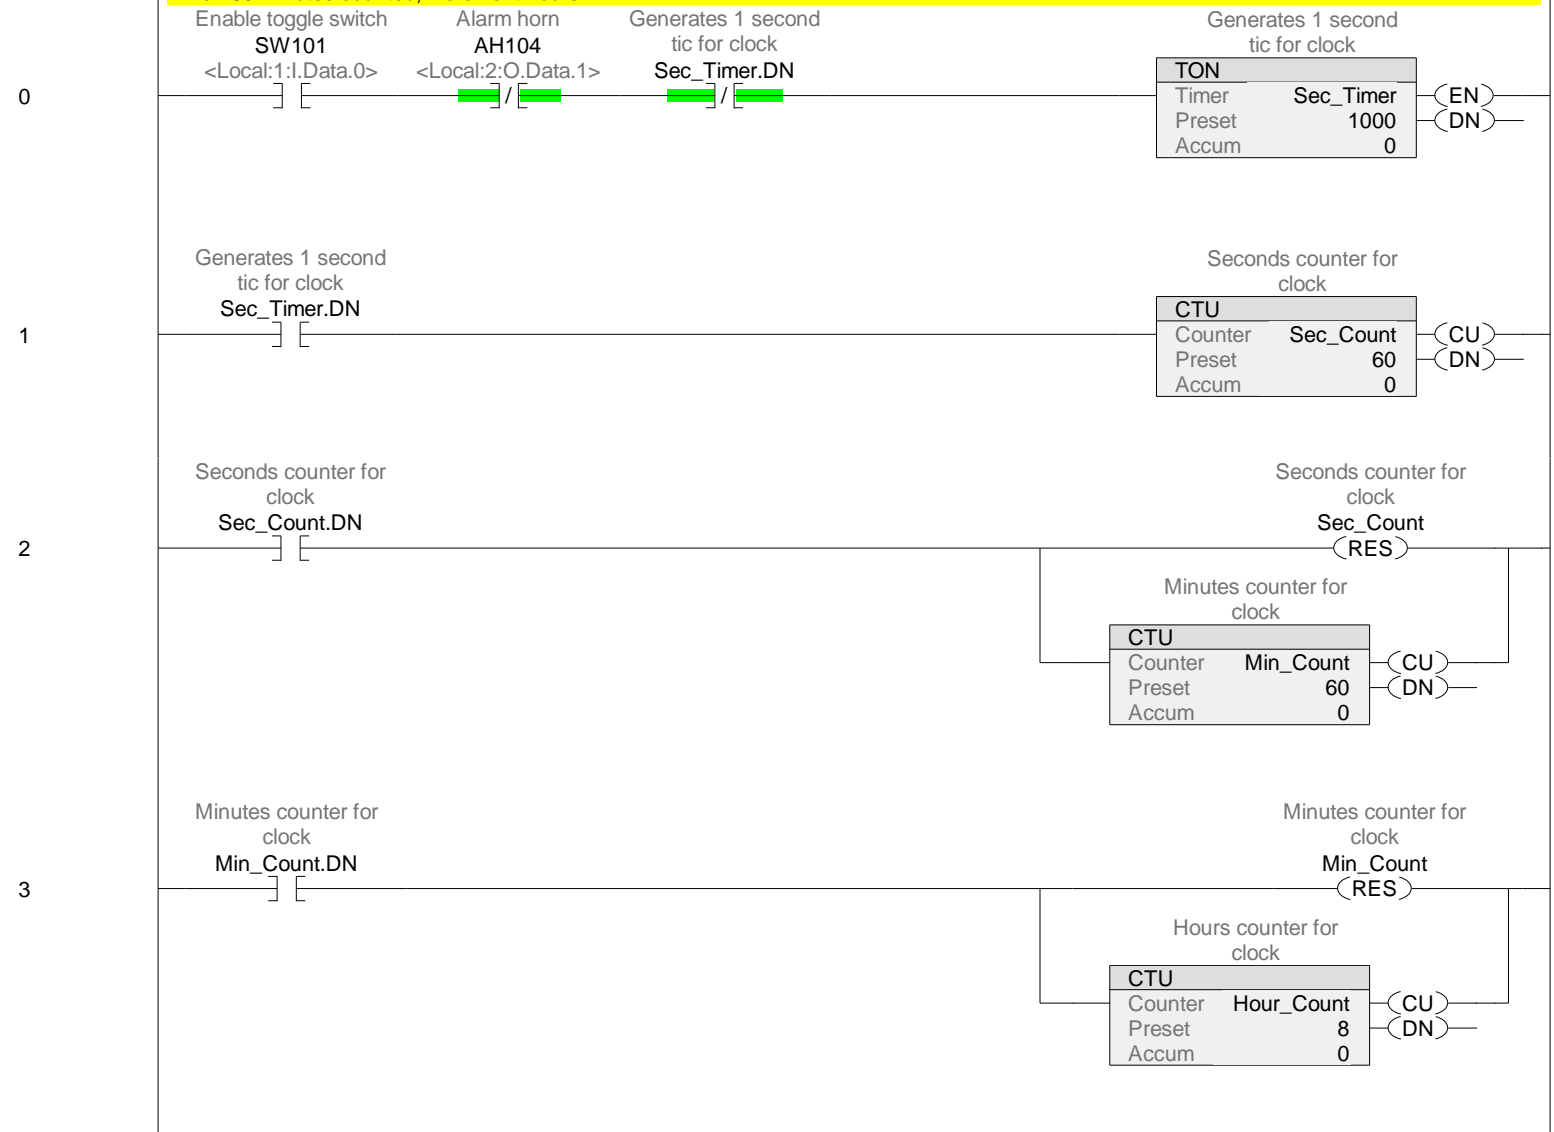 Enable toggle switch
SW101
<Local:1:I.Data.0>
Alarm horn
AH104
<Local:2:O.Data.1>
Generates 1 second
tic for clock
Sec_Timer.DN
/
/
Generates 1 second
tic for clock
TON
Timer Sec_Timer
Preset 1000
Accum 0
EN
DN
0
Generates 1 second
tic for clock
Sec_Timer.DN
Seconds counter for
clock
CTU
Counter Sec_Count
Preset 60
Accum 0
CU
DN
1
Seconds counter for
clock
Sec_Count.DN
Seconds counter for
clock
Sec_Count
RES
2
Minutes counter for
clock
CTU
Counter Min_Count
Preset 60
Accum 0
CU
DN
Minutes counter for
clock
Min_Count.DN
Minutes counter for
clock
Min_Count
RES
3
Hours counter for
clock
CTU
Counter Hour_Count
Preset 8
Accum 0
CU
DN